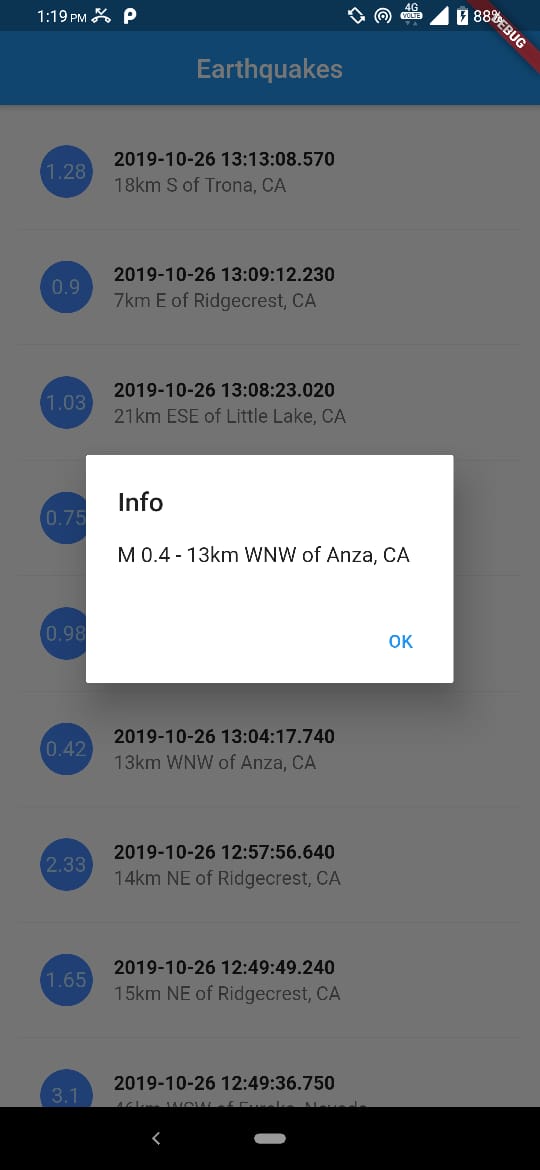 1:19 PM
4G
VOLTE
88%
DEBUG
Earthquakes
1.28
2019-10-26 13:13:08.570
18km S of Trona, CA
0.9
2019-10-26 13:09:12.230
7km E of Ridgecrest, CA
1.03
2019-10-26 13:08:23.020
21km ESE of Little Lake, CA
0.75
Info
M 0.4 - 13km WNW of Anza, CA
0.98
OK
0.42
2019-10-26 13:04:17.740
13km WNW of Anza, CA
2.33
2019-10-26 12:57:56.640
14km NE of Ridgecrest, CA
1.65
2019-10-26 12:49:49.240
15km NE of Ridgecrest, CA
3.1
2019-10-26 12:49:36.750
46km WSW of Eureka, Nevada